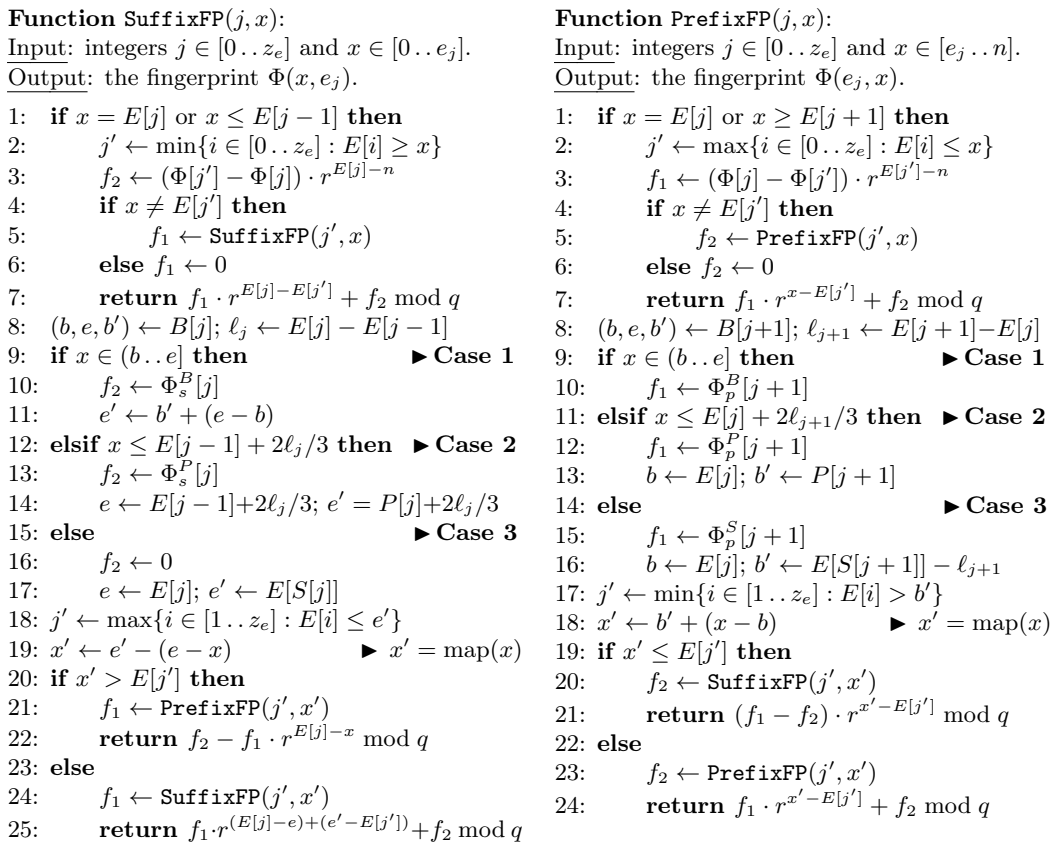 Function SuffixFP(j, x):
Input: integers j ∈ [0 . . z_e] and x ∈ [0 . . e_j].
Output: the fingerprint Φ(x, e_j).
1: if x = E[j] or x ≤ E[j − 1] then
2: j′ ← min{i ∈ [0 . . z_e] : E[i] ≥ x}
3: f_2 ← (Φ[j′] − Φ[j]) · r^{E[j]−n}
4: if x ≠ E[j′] then
5: f_1 ← SuffixFP(j′, x)
6: else f_1 ← 0
7: return f_1 · r^{E[j]−E[j′]} + f_2 mod q
8: (b, e, b′) ← B[j]; ℓ_j ← E[j] − E[j − 1]
9: if x ∈ (b . . e] then ▶ Case 1
10: f_2 ← Φ_s^B[j]
11: e′ ← b′ + (e − b)
12: elsif x ≤ E[j − 1] + 2ℓ_j/3 then ▶ Case 2
13: f_2 ← Φ_s^P[j]
14: e ← E[j−1]+2ℓ_j/3; e′ = P[j]+2ℓ_j/3
15: else ▶ Case 3
16: f_2 ← 0
17: e ← E[j]; e′ ← E[S[j]]
18: j′ ← max{i ∈ [1 . . z_e] : E[i] ≤ e′}
19: x′ ← e′ − (e − x) ▶ x′ = map(x)
20: if x′ > E[j′] then
21: f_1 ← PrefixFP(j′, x′)
22: return f_2 − f_1 · r^{E[j]−x} mod q
23: else
24: f_1 ← SuffixFP(j′, x′)
25: return f_1·r^{(E[j]−e)+(e′−E[j′])}+f_2 mod q
Function PrefixFP(j, x):
Input: integers j ∈ [0 . . z_e] and x ∈ [e_j . . n].
Output: the fingerprint Φ(e_j, x).
1: if x = E[j] or x ≥ E[j + 1] then
2: j′ ← max{i ∈ [0 . . z_e] : E[i] ≤ x}
3: f_1 ← (Φ[j] − Φ[j′]) · r^{E[j′]−n}
4: if x ≠ E[j′] then
5: f_2 ← PrefixFP(j′, x)
6: else f_2 ← 0
7: return f_1 · r^{x−E[j′]} + f_2 mod q
8: (b, e, b′) ← B[j+1]; ℓ_{j+1} ← E[j + 1]−E[j]
9: if x ∈ (b . . e] then ▶ Case 1
10: f_1 ← Φ_p^B[j + 1]
11: elsif x ≤ E[j] + 2ℓ_{j+1}/3 then ▶ Case 2
12: f_1 ← Φ_p^P[j + 1]
13: b ← E[j]; b′ ← P[j + 1]
14: else ▶ Case 3
15: f_1 ← Φ_p^S[j + 1]
16: b ← E[j]; b′ ← E[S[j + 1]] − ℓ_{j+1}
17: j′ ← min{i ∈ [1 . . z_e] : E[i] > b′}
18: x′ ← b′ + (x − b) ▶ x′ = map(x)
19: if x′ ≤ E[j′] then
20: f_2 ← SuffixFP(j′, x′)
21: return (f_1 − f_2) · r^{x′−E[j′]} mod q
22: else
23: f_2 ← PrefixFP(j′, x′)
24: return f_1 · r^{x′−E[j′]} + f_2 mod q